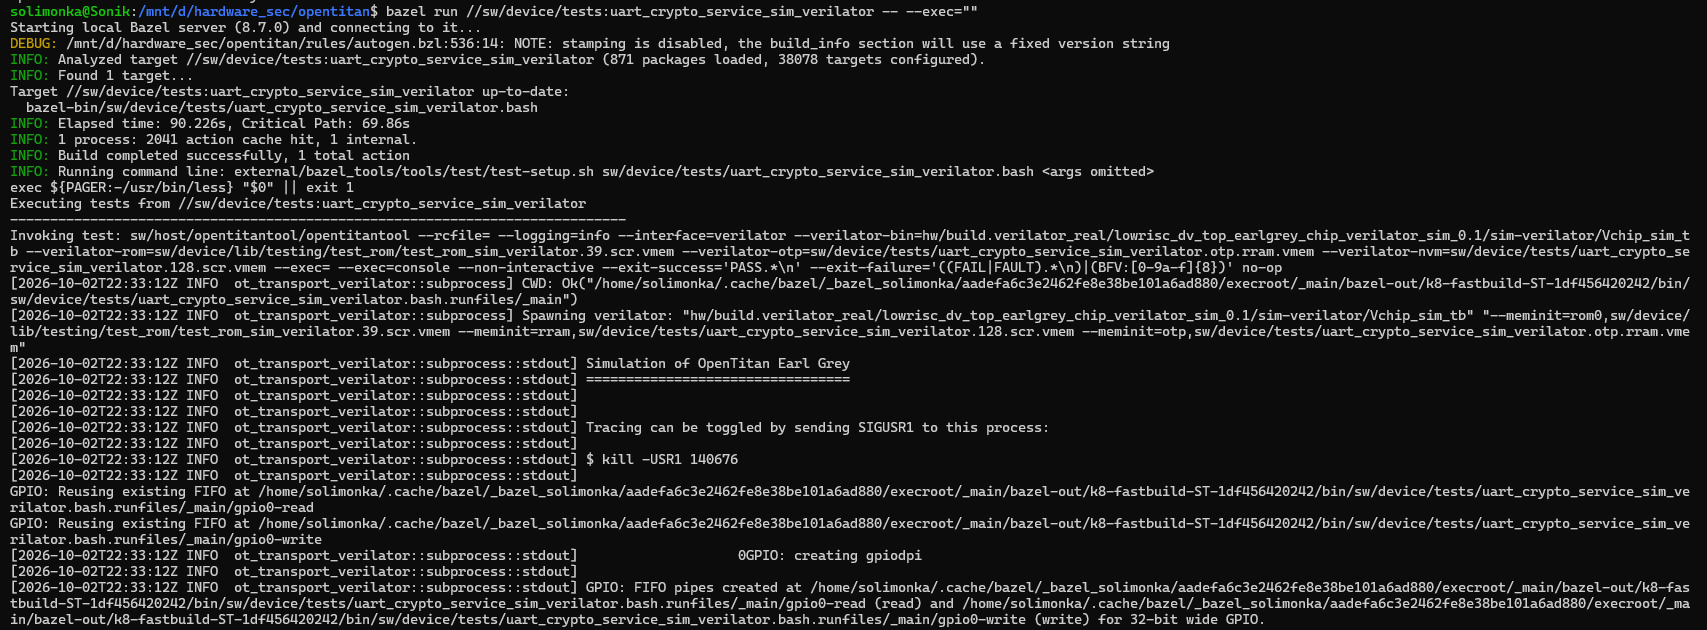 solimonka@Sonik:/mnt/d/hardware_sec/opentitan$ bazel run //sw/device/tests:uart_crypto_service_sim_verilator -- --exec=""
Starting local Bazel server (8.7.0) and connecting to it...
DEBUG: /mnt/d/hardware_sec/opentitan/rules/autogen.bzl:536:14: NOTE: stamping is disabled, the build_info section will use a fixed version string
INFO: Analyzed target //sw/device/tests:uart_crypto_service_sim_verilator (871 packages loaded, 38078 targets configured).
INFO: Found 1 target...
Target //sw/device/tests:uart_crypto_service_sim_verilator up-to-date:
  bazel-bin/sw/device/tests/uart_crypto_service_sim_verilator.bash
INFO: Elapsed time: 90.226s, Critical Path: 69.86s
INFO: 1 process: 2041 action cache hit, 1 internal.
INFO: Build completed successfully, 1 total action
INFO: Running command line: external/bazel_tools/tools/test/test-setup.sh sw/device/tests/uart_crypto_service_sim_verilator.bash <args omitted>
exec ${PAGER:-/usr/bin/less} "$0" || exit 1
Executing tests from //sw/device/tests:uart_crypto_service_sim_verilator
-----------------------------------------------------------------------------
Invoking test: sw/host/opentitantool/opentitantool --rcfile= --logging=info --interface=verilator --verilator-bin=hw/build.verilator_real/lowrisc_dv_top_earlgrey_chip_verilator_sim_0.1/sim-verilator/Vchip_sim_t
b --verilator-rom=sw/device/lib/testing/test_rom/test_rom_sim_verilator.39.scr.vmem --verilator-otp=sw/device/tests/uart_crypto_service_sim_verilator.otp.rram.vmem --verilator-nvm=sw/device/tests/uart_crypto_se
rvice_sim_verilator.128.scr.vmem --exec= --exec=console --non-interactive --exit-success='PASS.*\n' --exit-failure='((FAIL|FAULT).*\n)|(BFV:[0-9a-f]{8})' no-op
[2026-10-02T22:33:12Z INFO  ot_transport_verilator::subprocess] CWD: Ok("/home/solimonka/.cache/bazel/_bazel_solimonka/aadefa6c3e2462fe8e38be101a6ad880/execroot/_main/bazel-out/k8-fastbuild-ST-1df456420242/bin/
sw/device/tests/uart_crypto_service_sim_verilator.bash.runfiles/_main")
[2026-10-02T22:33:12Z INFO  ot_transport_verilator::subprocess] Spawning verilator: "hw/build.verilator_real/lowrisc_dv_top_earlgrey_chip_verilator_sim_0.1/sim-verilator/Vchip_sim_tb" "--meminit=rom0,sw/device/
lib/testing/test_rom/test_rom_sim_verilator.39.scr.vmem --meminit=rram,sw/device/tests/uart_crypto_service_sim_verilator.128.scr.vmem --meminit=otp,sw/device/tests/uart_crypto_service_sim_verilator.otp.rram.vme
m"
[2026-10-02T22:33:12Z INFO  ot_transport_verilator::subprocess::stdout] Simulation of OpenTitan Earl Grey
[2026-10-02T22:33:12Z INFO  ot_transport_verilator::subprocess::stdout] =================================
[2026-10-02T22:33:12Z INFO  ot_transport_verilator::subprocess::stdout]
[2026-10-02T22:33:12Z INFO  ot_transport_verilator::subprocess::stdout]
[2026-10-02T22:33:12Z INFO  ot_transport_verilator::subprocess::stdout] Tracing can be toggled by sending SIGUSR1 to this process:
[2026-10-02T22:33:12Z INFO  ot_transport_verilator::subprocess::stdout]
[2026-10-02T22:33:12Z INFO  ot_transport_verilator::subprocess::stdout] $ kill -USR1 140676
[2026-10-02T22:33:12Z INFO  ot_transport_verilator::subprocess::stdout]
GPIO: Reusing existing FIFO at /home/solimonka/.cache/bazel/_bazel_solimonka/aadefa6c3e2462fe8e38be101a6ad880/execroot/_main/bazel-out/k8-fastbuild-ST-1df456420242/bin/sw/device/tests/uart_crypto_service_sim_ve
rilator.bash.runfiles/_main/gpio0-read
GPIO: Reusing existing FIFO at /home/solimonka/.cache/bazel/_bazel_solimonka/aadefa6c3e2462fe8e38be101a6ad880/execroot/_main/bazel-out/k8-fastbuild-ST-1df456420242/bin/sw/device/tests/uart_crypto_service_sim_ve
rilator.bash.runfiles/_main/gpio0-write
[2026-10-02T22:33:12Z INFO  ot_transport_verilator::subprocess::stdout]                    0GPIO: creating gpiodpi
[2026-10-02T22:33:12Z INFO  ot_transport_verilator::subprocess::stdout]
[2026-10-02T22:33:12Z INFO  ot_transport_verilator::subprocess::stdout] GPIO: FIFO pipes created at /home/solimonka/.cache/bazel/_bazel_solimonka/aadefa6c3e2462fe8e38be101a6ad880/execroot/_main/bazel-out/k8-fas
tbuild-ST-1df456420242/bin/sw/device/tests/uart_crypto_service_sim_verilator.bash.runfiles/_main/gpio0-read (read) and /home/solimonka/.cache/bazel/_bazel_solimonka/aadefa6c3e2462fe8e38be101a6ad880/execroot/_ma
in/bazel-out/k8-fastbuild-ST-1df456420242/bin/sw/device/tests/uart_crypto_service_sim_verilator.bash.runfiles/_main/gpio0-write (write) for 32-bit wide GPIO.